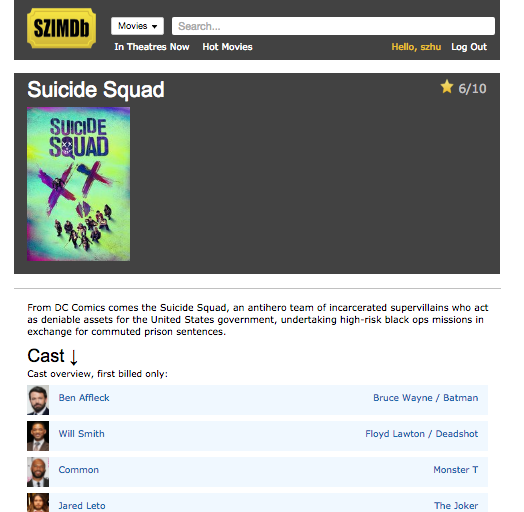 SZIMDb
Movies
Search...
In Theatres Now Hot Movies
Hello, szhu Log Out
Suicide Squad
6/10
SUICIDE
SQUAD
From DC Comics comes the Suicide Squad, an antihero team of incarcerated supervillains who act
as deniable assets for the United States government, undertaking high-risk black ops missions in
exchange for commuted prison sentences.
Cast ↓
Cast overview, first billed only:
Ben Affleck Bruce Wayne / Batman
Will Smith Floyd Lawton / Deadshot
Common Monster T
Jared Leto The Joker